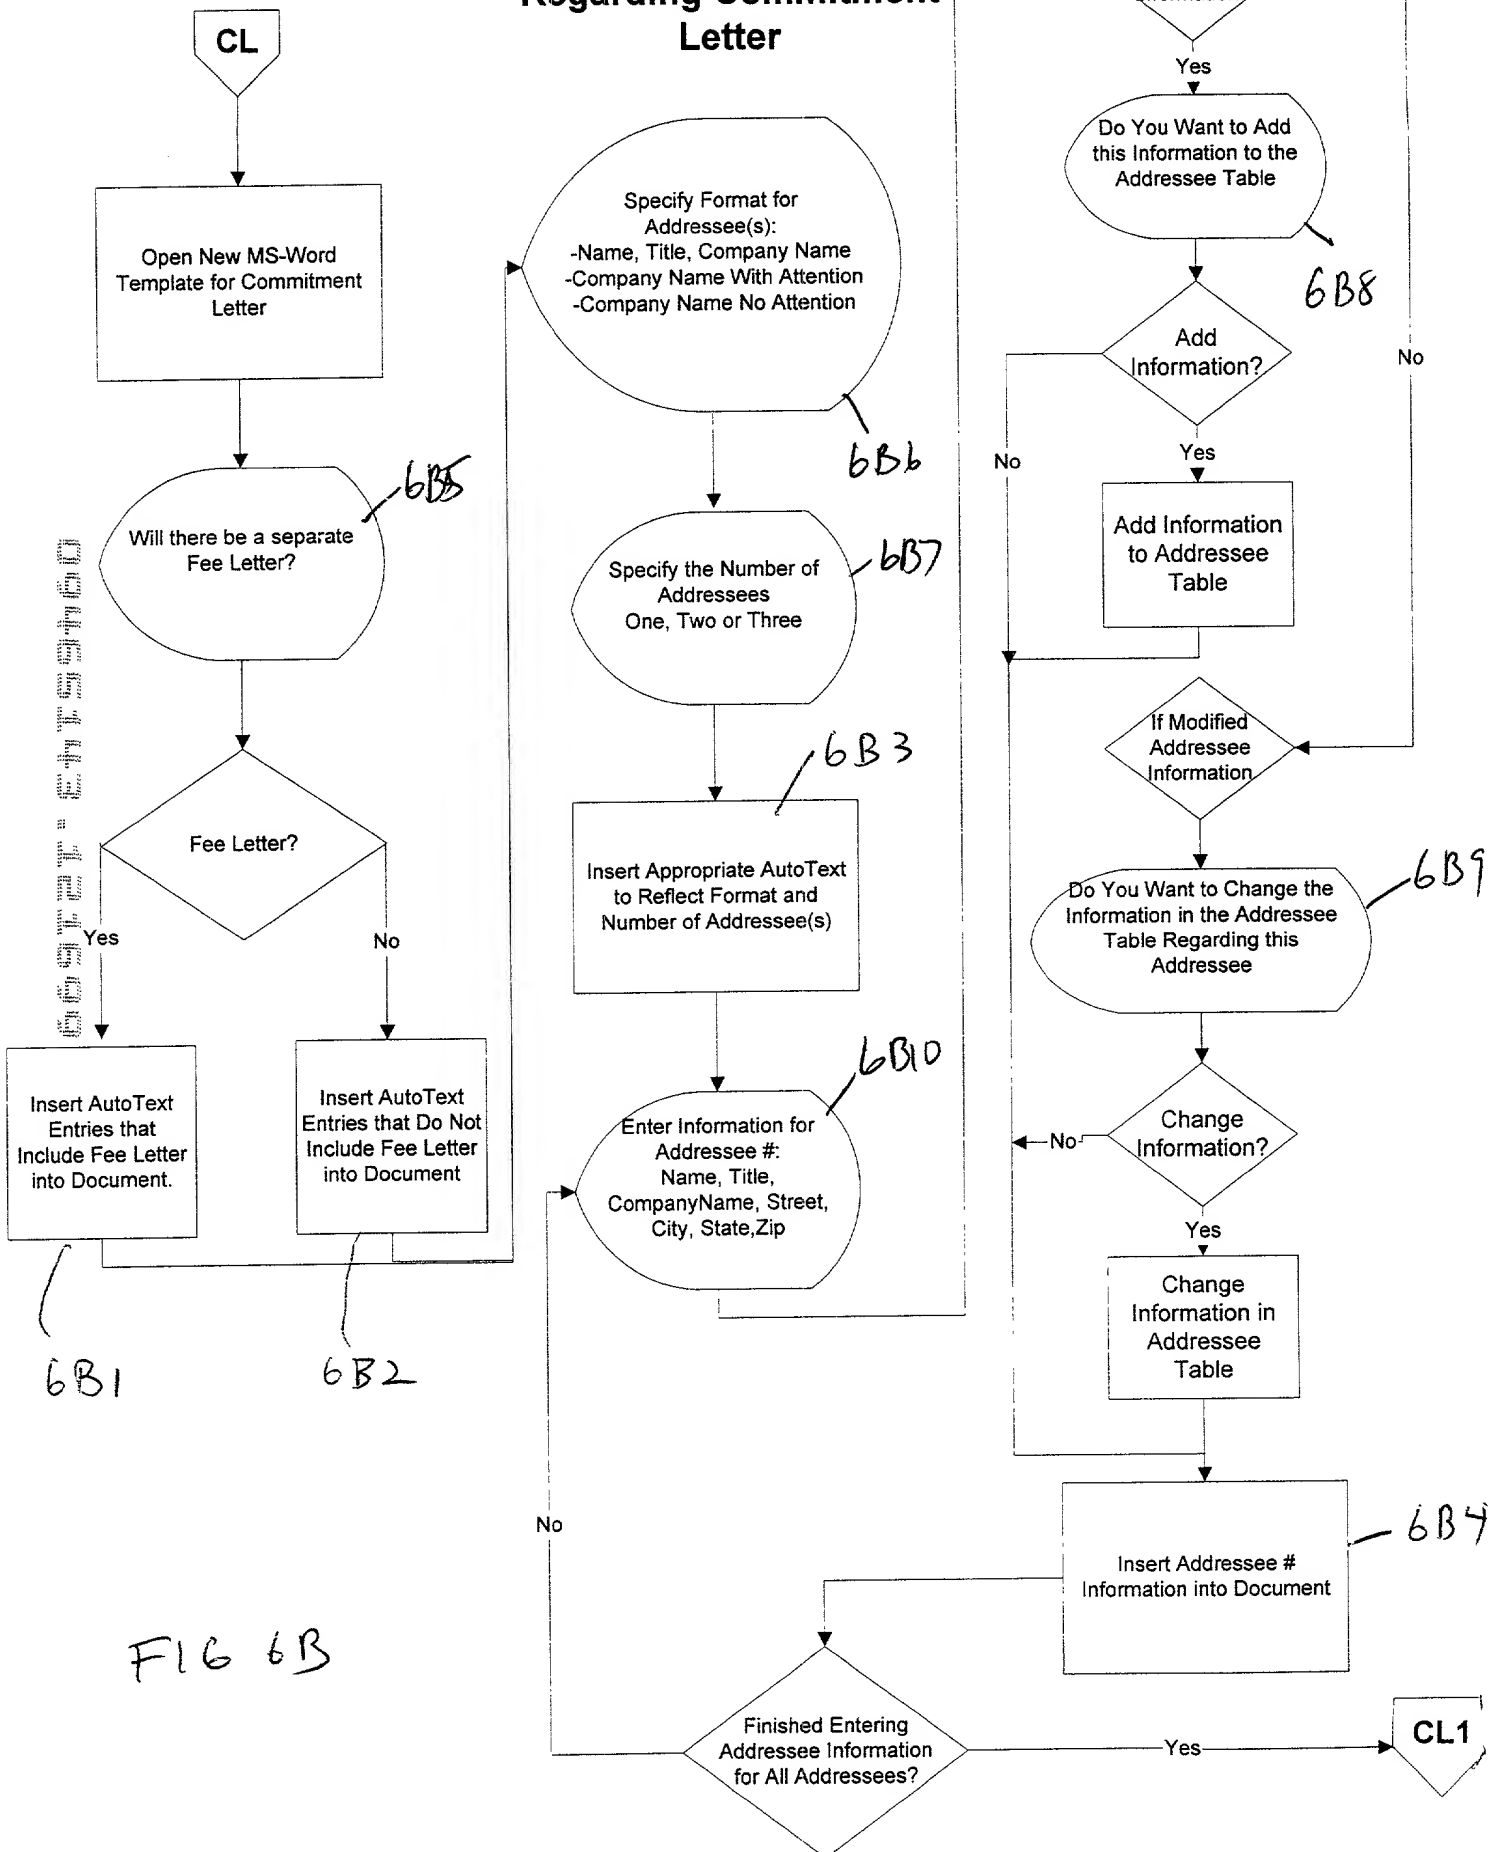 Regarding Commitment
Letter
CL
Open New MS-Word
Template for Commitment
Letter
6B5
Will there be a separate
Fee Letter?
Fee Letter?
Yes
No
Insert AutoText
Entries that
Include Fee Letter
into Document.
Insert AutoText
Entries that Do Not
Include Fee Letter
into Document
6B1
6B2
Specify Format for
Addressee(s):
-Name, Title, Company Name
-Company Name With Attention
-Company Name No Attention
6B6
Specify the Number of
Addressees
One, Two or Three
6B7
6B3
Insert Appropriate AutoText
to Reflect Format and
Number of Addressee(s)
6B10
Enter Information for
Addressee #:
Name, Title,
CompanyName, Street,
City, State,Zip
No
Yes
Do You Want to Add
this Information to the
Addressee Table
6B8
Add
Information?
No
No
Yes
Add Information
to Addressee
Table
If Modified
Addressee
Information
6B9
Do You Want to Change the
Information in the Addressee
Table Regarding this
Addressee
Change
Information?
No
Yes
Change
Information in
Addressee
Table
6B4
Insert Addressee #
Information into Document
Finished Entering
Addressee Information
for All Addressees?
Yes
CL1
FIG 6B